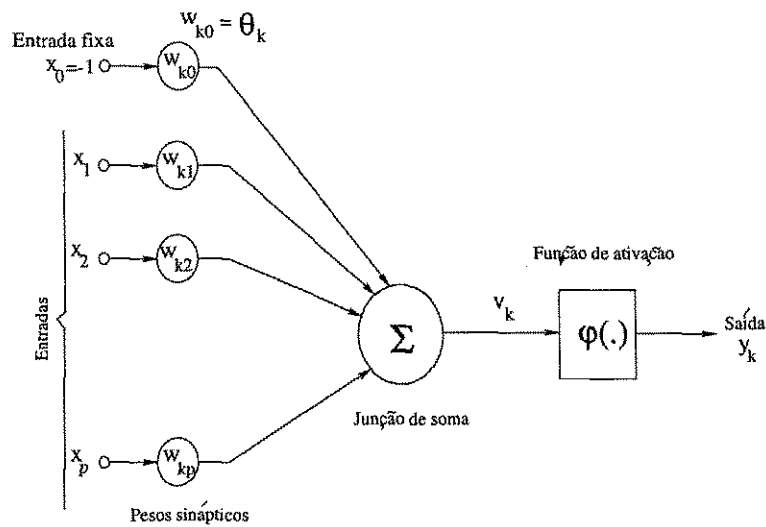 w_k0 = θ_k
Entrada fixa
x_0=-1
w_k0
x_1
w_k1
x_2
w_k2
Entradas
Função de ativação
v_k
Σ
φ(.)
Saída
y_k
Junção de soma
x_p
w_kp
Pesos sinápticos